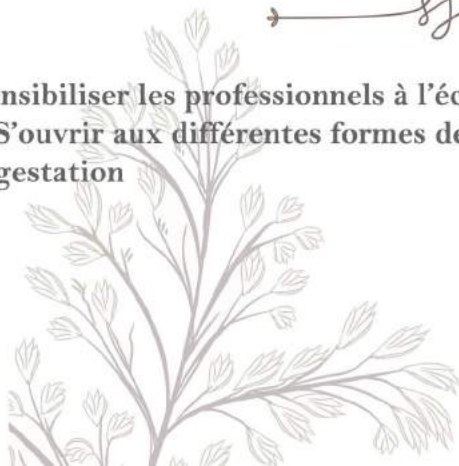 nsibiliser les professionnels à l'éc
S'ouvrir aux différentes formes de
gestation